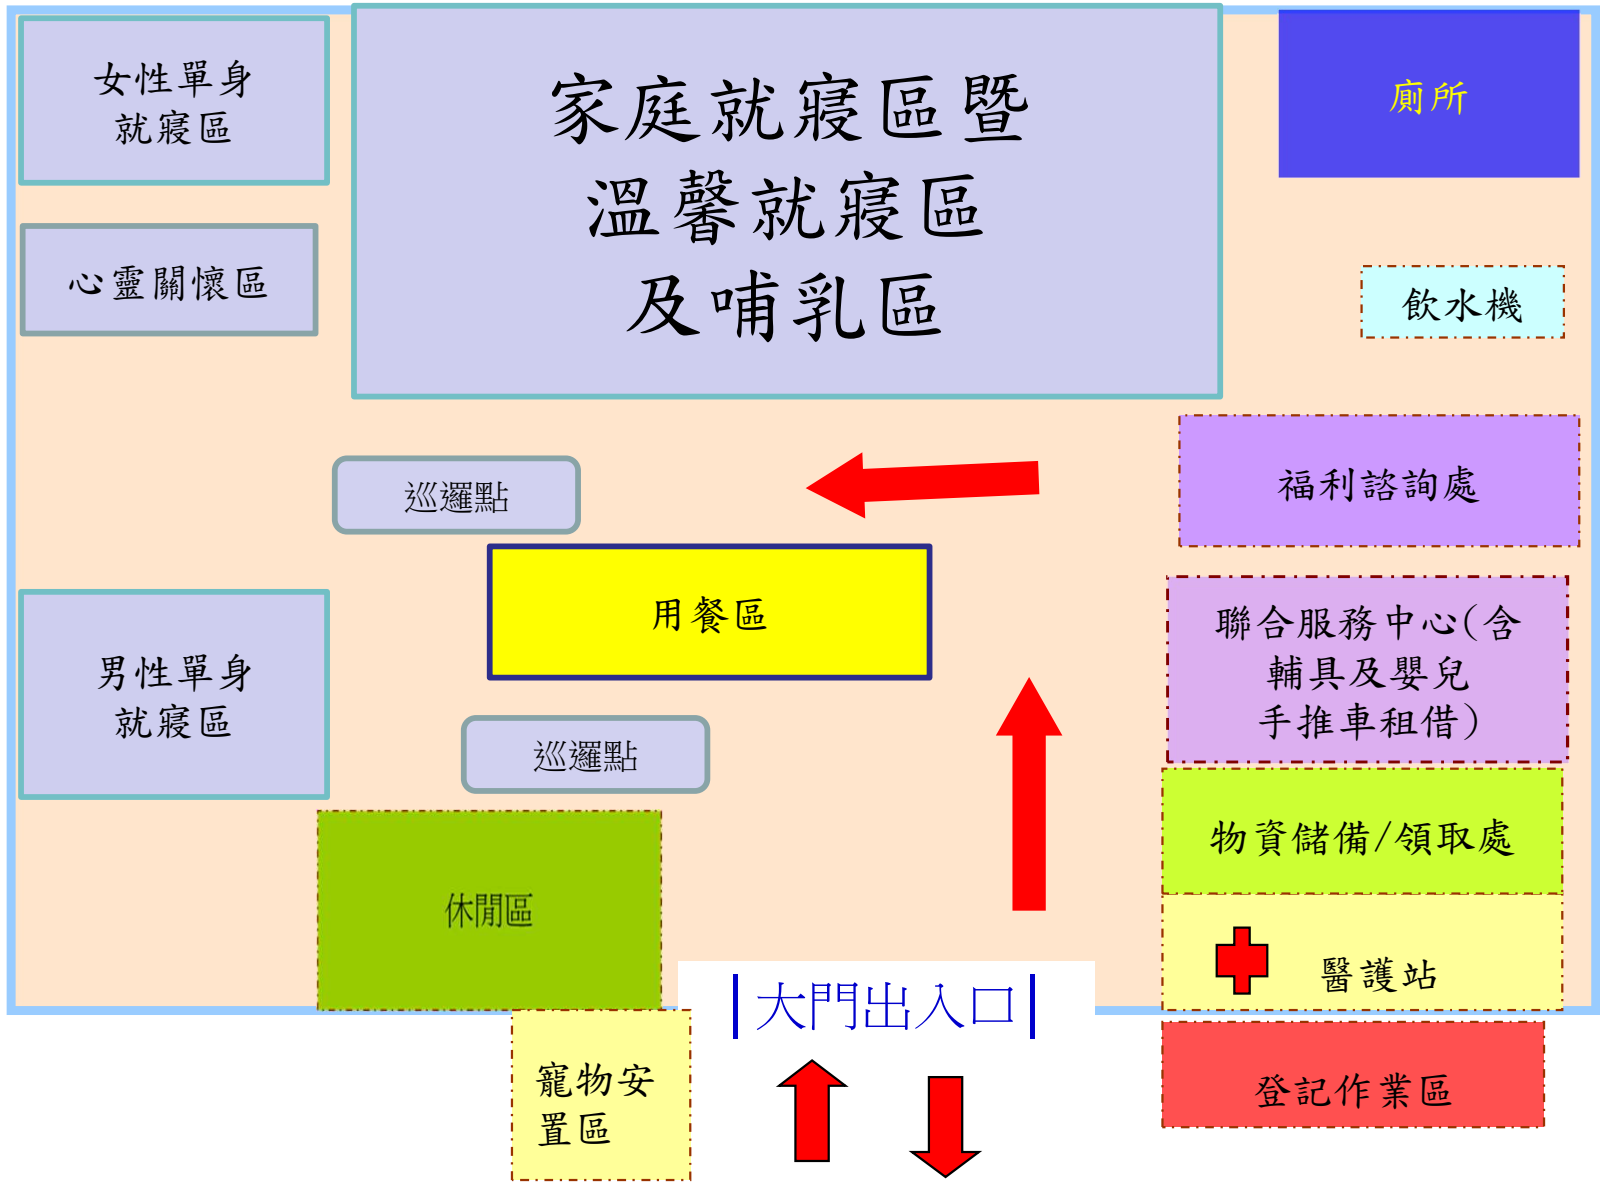 女性單身
就寢區
家庭就寢區暨
溫馨就寢區
及哺乳區
廁所
心靈關懷區
飲水機
巡邏點
福利諮詢處
用餐區
聯合服務中心(含
輔具及嬰兒
手推車租借)
男性單身
就寢區
巡邏點
物資儲備/領取處
休閒區
醫護站
大門出入口
寵物安
置區
登記作業區